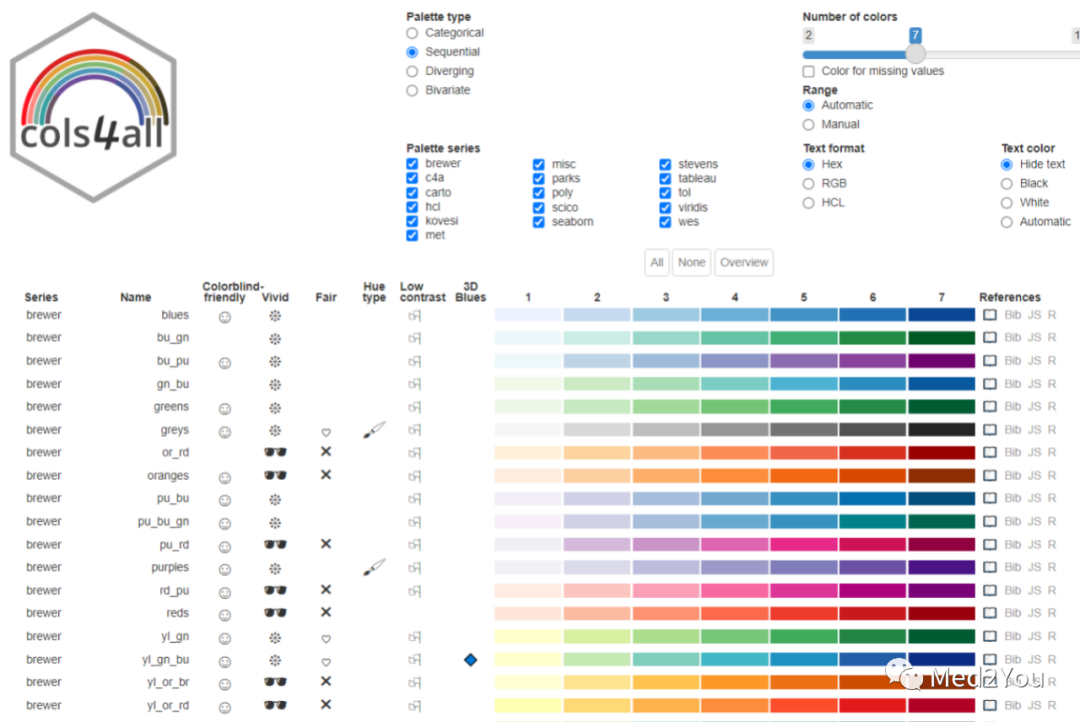 cols4all
Palette type
Categorical
Sequential
Diverging
Bivariate
Number of colors
2 7 1
Color for missing values
Range
Automatic
Manual
Palette series
brewer misc stevens
c4a parks tableau
carto poly tol
hcl scico viridis
kovesi seaborn wes
met
Text format
Hex
RGB
HCL
Text color
Hide text
Black
White
Automatic
All None Overview
Series Name Colorblind-friendly Vivid Fair Hue type Low contrast 3D Blues 1 2 3 4 5 6 7 References
brewer blues Bib JS R
brewer bu_gn Bib JS R
brewer bu_pu Bib JS R
brewer gn_bu Bib JS R
brewer greens Bib JS R
brewer greys Bib JS R
brewer or_rd Bib JS R
brewer oranges Bib JS R
brewer pu_bu Bib JS R
brewer pu_bu_gn Bib JS R
brewer pu_rd Bib JS R
brewer purples Bib JS R
brewer rd_pu Bib JS R
brewer reds Bib JS R
brewer yl_gn Bib JS R
brewer yl_gn_bu Bib JS R
brewer yl_or_br Bib JS R
brewer yl_or_rd Bib JS R
Med2You